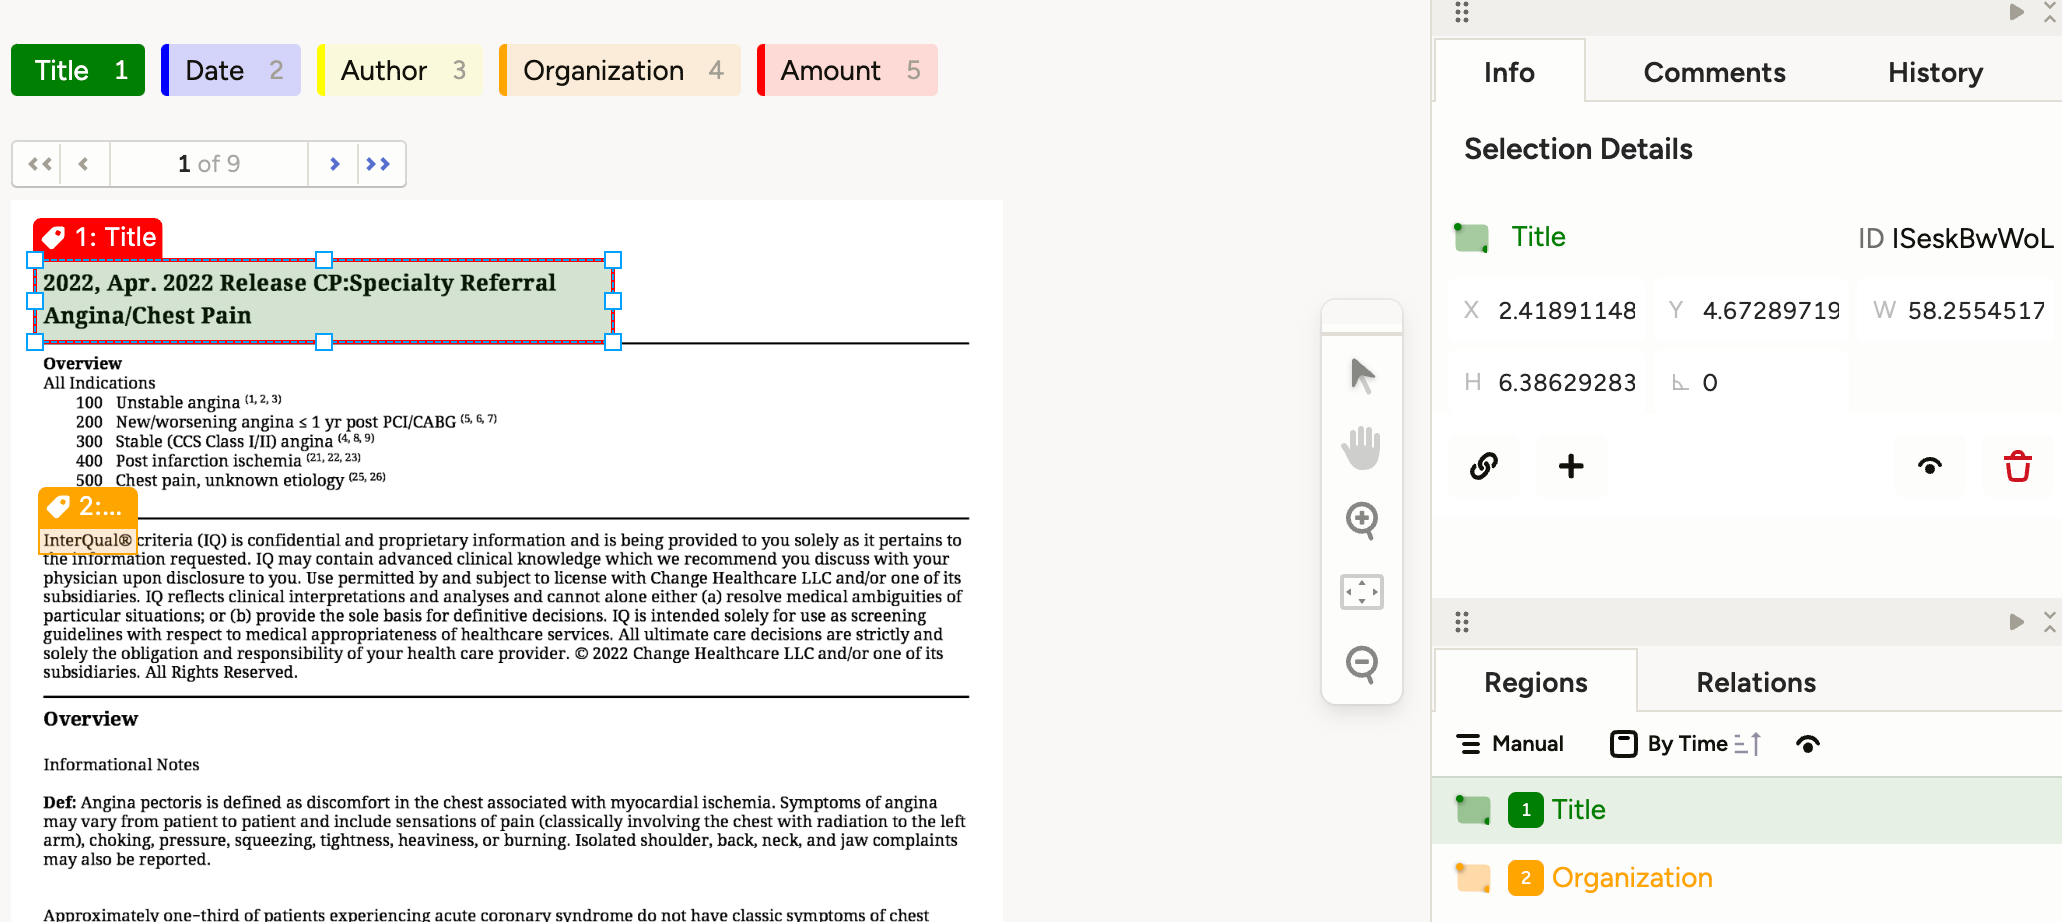 Title 1 Date 2 Author 3 Organization 4 Amount 5
1 of 9
1: Title
2022, Apr. 2022 Release CP:Specialty Referral
Angina/Chest Pain
Overview
All Indications
100 Unstable angina (1, 2, 3)
200 New/worsening angina ≤ 1 yr post PCI/CABG (5, 6, 7)
300 Stable (CCS Class I/II) angina (4, 8, 9)
400 Post infarction ischemia (21, 22, 23)
500 Chest pain, unknown etiology (25, 26)
2:...
InterQual® criteria (IQ) is confidential and proprietary information and is being provided to you solely as it pertains to
the information requested. IQ may contain advanced clinical knowledge which we recommend you discuss with your
physician upon disclosure to you. Use permitted by and subject to license with Change Healthcare LLC and/or one of its
subsidiaries. IQ reflects clinical interpretations and analyses and cannot alone either (a) resolve medical ambiguities of
particular situations; or (b) provide the sole basis for definitive decisions. IQ is intended solely for use as screening
guidelines with respect to medical appropriateness of healthcare services. All ultimate care decisions are strictly and
solely the obligation and responsibility of your health care provider. © 2022 Change Healthcare LLC and/or one of its
subsidiaries. All Rights Reserved.
Overview
Informational Notes
Def: Angina pectoris is defined as discomfort in the chest associated with myocardial ischemia. Symptoms of angina
may vary from patient to patient and include sensations of pain (classically involving the chest with radiation to the left
arm), choking, pressure, squeezing, tightness, heaviness, or burning. Isolated shoulder, back, neck, and jaw complaints
may also be reported.
Approximately one-third of patients experiencing acute coronary syndrome do not have classic symptoms of chest
Info Comments History
Selection Details
Title ID ISeskBwWoL
X 2.41891148 Y 4.67289719 W 58.2554517
H 6.38629283 0
Regions Relations
Manual By Time
1 Title
2 Organization